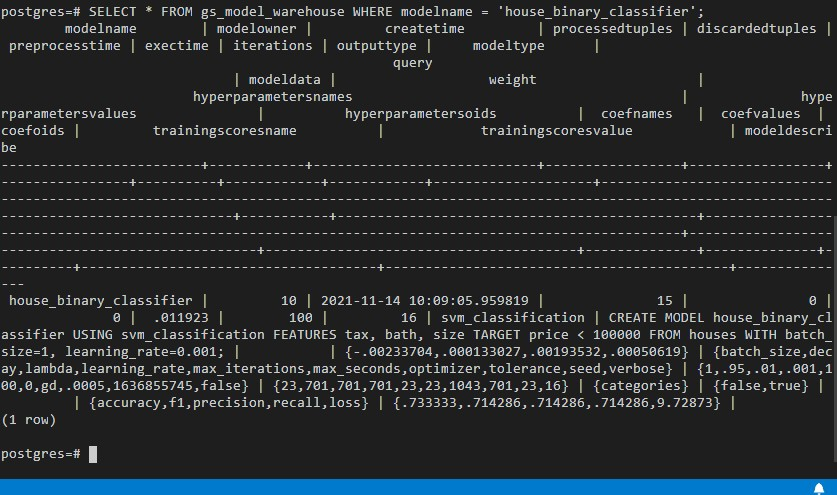 postgres=# SELECT * FROM gs_model_warehouse WHERE modelname = 'house_binary_classifier';
modelname | modelowner | createtime | processedtuples | discardedtuples |
preprocesstime | exectime | iterations | outputtype | modeltype |
query
| modeldata | weight |
hyperparametersnames | hype
rparametersvalues | hyperparametersoids | coefnames | coefvalues |
coefoids | trainingscoresname | trainingscoresvalue | modeldescri
be
house_binary_classifier | 10 | 2021-11-14 10:09:05.959819 | 15 | 0 |
0 | .011923 | 100 | 16 | svm_classification | CREATE MODEL house_binary_cl
assifier USING svm_classification FEATURES tax, bath, size TARGET price < 100000 FROM houses WITH batch_
size=1, learning_rate=0.001; | | {-.00233704,.000133027,.00193532,.00050619} | {batch_size,dec
ay,lambda,learning_rate,max_iterations,max_seconds,optimizer,tolerance,seed,verbose} | {1,.95,.01,.001,1
00,0,gd,.0005,1636855745,false} | {23,701,701,701,23,23,1043,701,23,16} | {categories} | {false,true} |
| {accuracy,f1,precision,recall,loss} | {.733333,.714286,.714286,.714286,9.72873} |
(1 row)
postgres=#